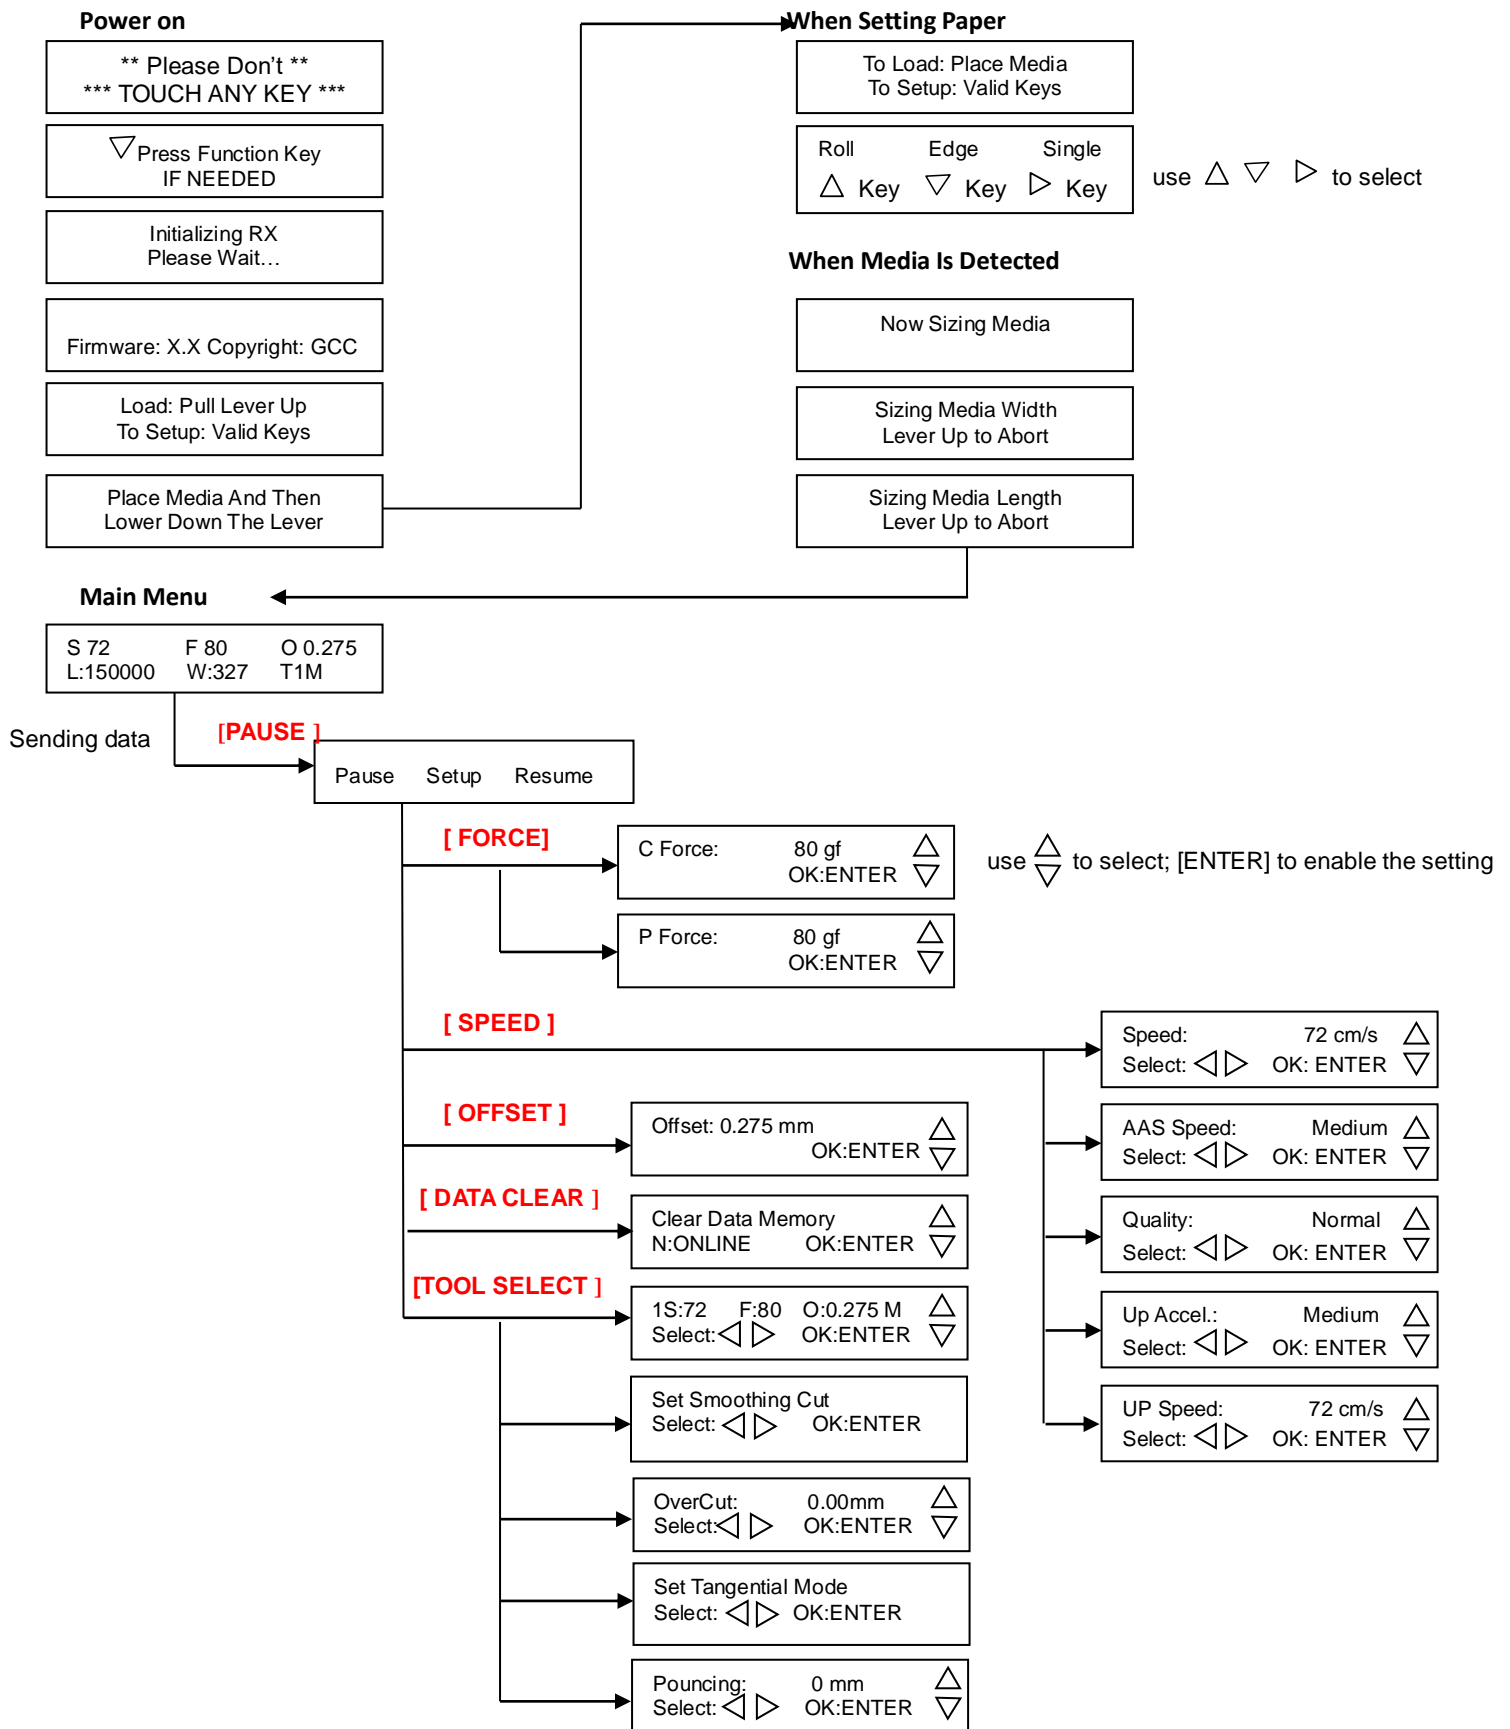 Power on
** Please Don't **
*** TOUCH ANY KEY ***
Press Function Key
IF NEEDED
Initializing RX
Please Wait…
Firmware: X.X Copyright: GCC
Load: Pull Lever Up
To Setup: Valid Keys
Place Media And Then
Lower Down The Lever
When Setting Paper
To Load: Place Media
To Setup: Valid Keys
Roll Edge Single
Key Key Key
use to select
When Media Is Detected
Now Sizing Media
Sizing Media Width
Lever Up to Abort
Sizing Media Length
Lever Up to Abort
Main Menu
S 72 F 80 O 0.275
L:150000 W:327 T1M
Sending data
[PAUSE ]
Pause Setup Resume
[ FORCE]
C Force: 80 gf
OK:ENTER
use to select; [ENTER] to enable the setting
P Force: 80 gf
OK:ENTER
[ SPEED ]
Speed: 72 cm/s
Select: OK: ENTER
AAS Speed: Medium
Select: OK: ENTER
Quality: Normal
Select: OK: ENTER
Up Accel.: Medium
Select: OK: ENTER
UP Speed: 72 cm/s
Select: OK: ENTER
[ OFFSET ]
Offset: 0.275 mm
OK:ENTER
[ DATA CLEAR ]
Clear Data Memory
N:ONLINE OK:ENTER
[TOOL SELECT ]
1S:72 F:80 O:0.275 M
Select: OK:ENTER
Set Smoothing Cut
Select: OK:ENTER
OverCut: 0.00mm
Select: OK:ENTER
Set Tangential Mode
Select: OK:ENTER
Pouncing: 0 mm
Select: OK:ENTER